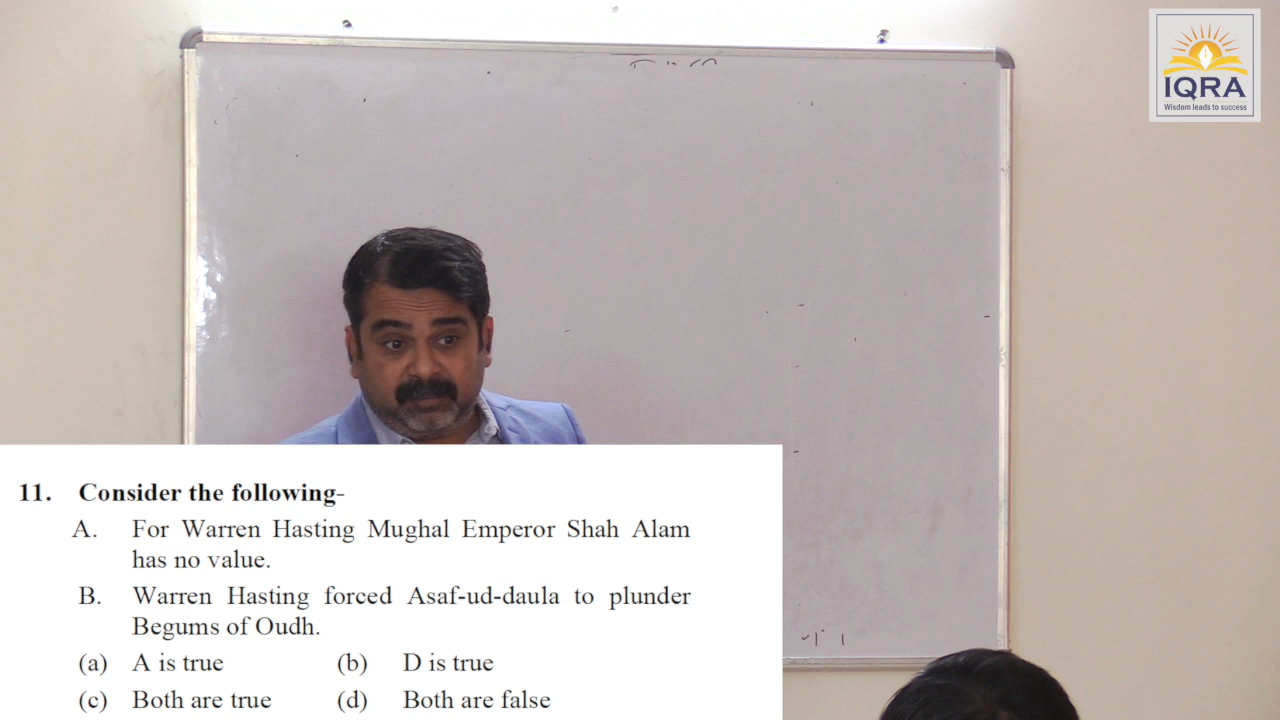 IQRA
Wisdom leads to success
11. Consider the following-
A. For Warren Hasting Mughal Emperor Shah Alam
has no value.
B. Warren Hasting forced Asaf-ud-daula to plunder
Begums of Oudh.
(a) A is true (b) D is true
(c) Both are true (d) Both are false